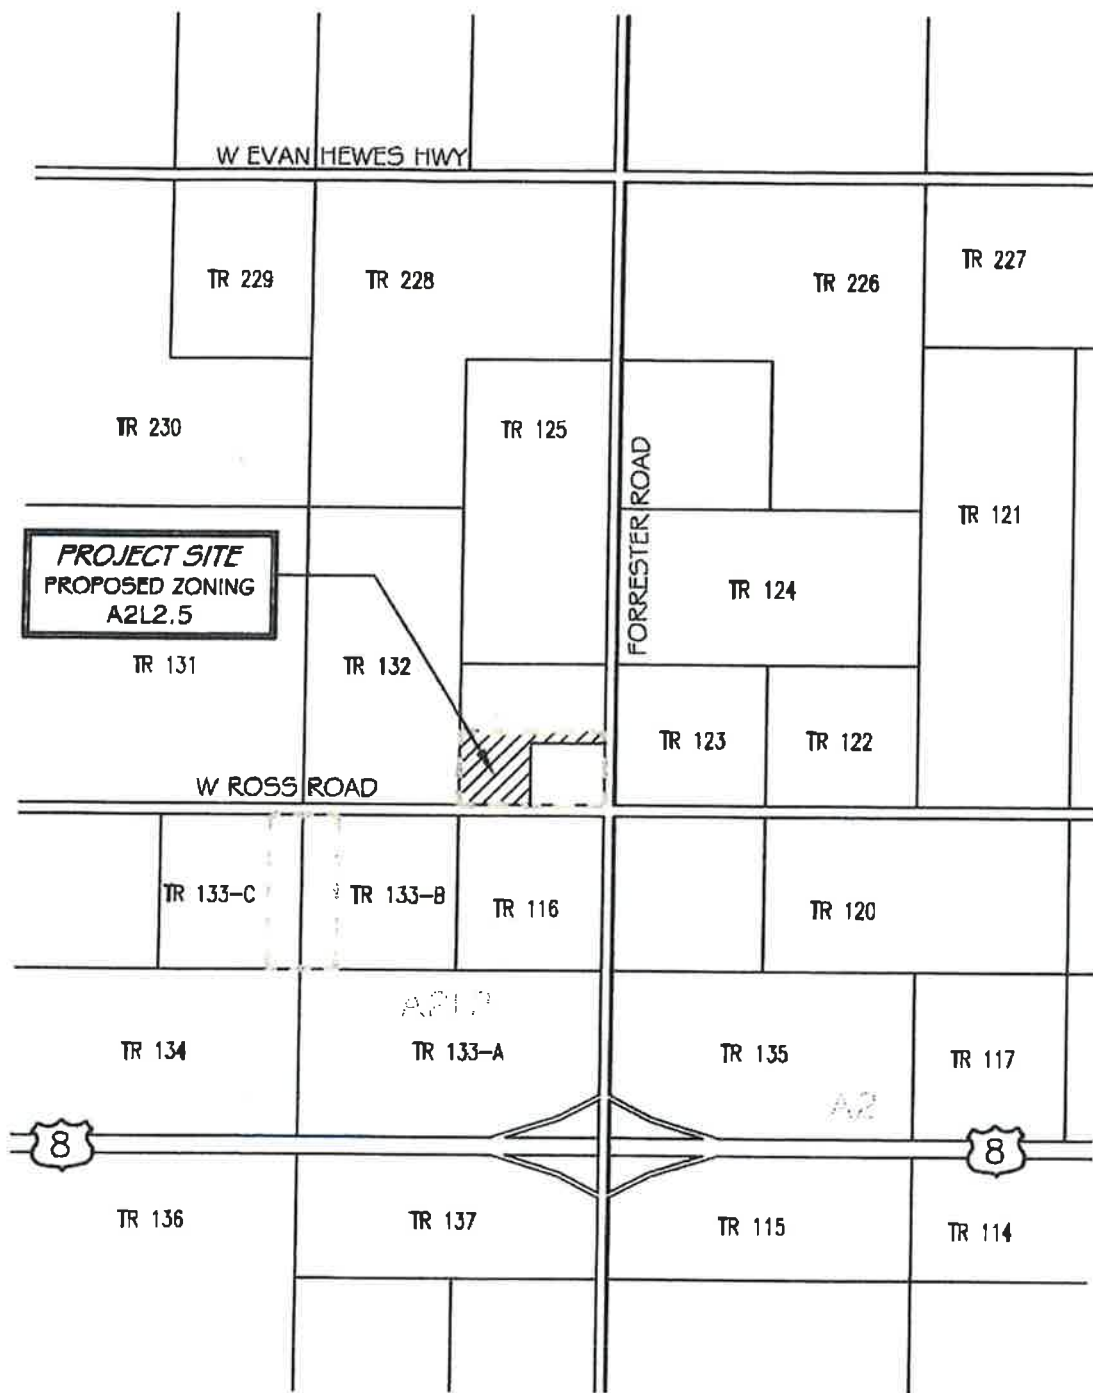 W EVAN HEWES HWY
TR 229
TR 228
TR 226
TR 227
TR 230
TR 125
FORRESTER ROAD
TR 121
PROJECT SITE
PROPOSED ZONING
A2L2.5
TR 124
TR 131
TR 132
TR 123
TR 122
W ROSS ROAD
TR 133-C
TR 133-B
TR 116
TR 120
A2L2
TR 134
TR 133-A
TR 135
TR 117
A2
8
8
TR 136
TR 137
TR 115
TR 114